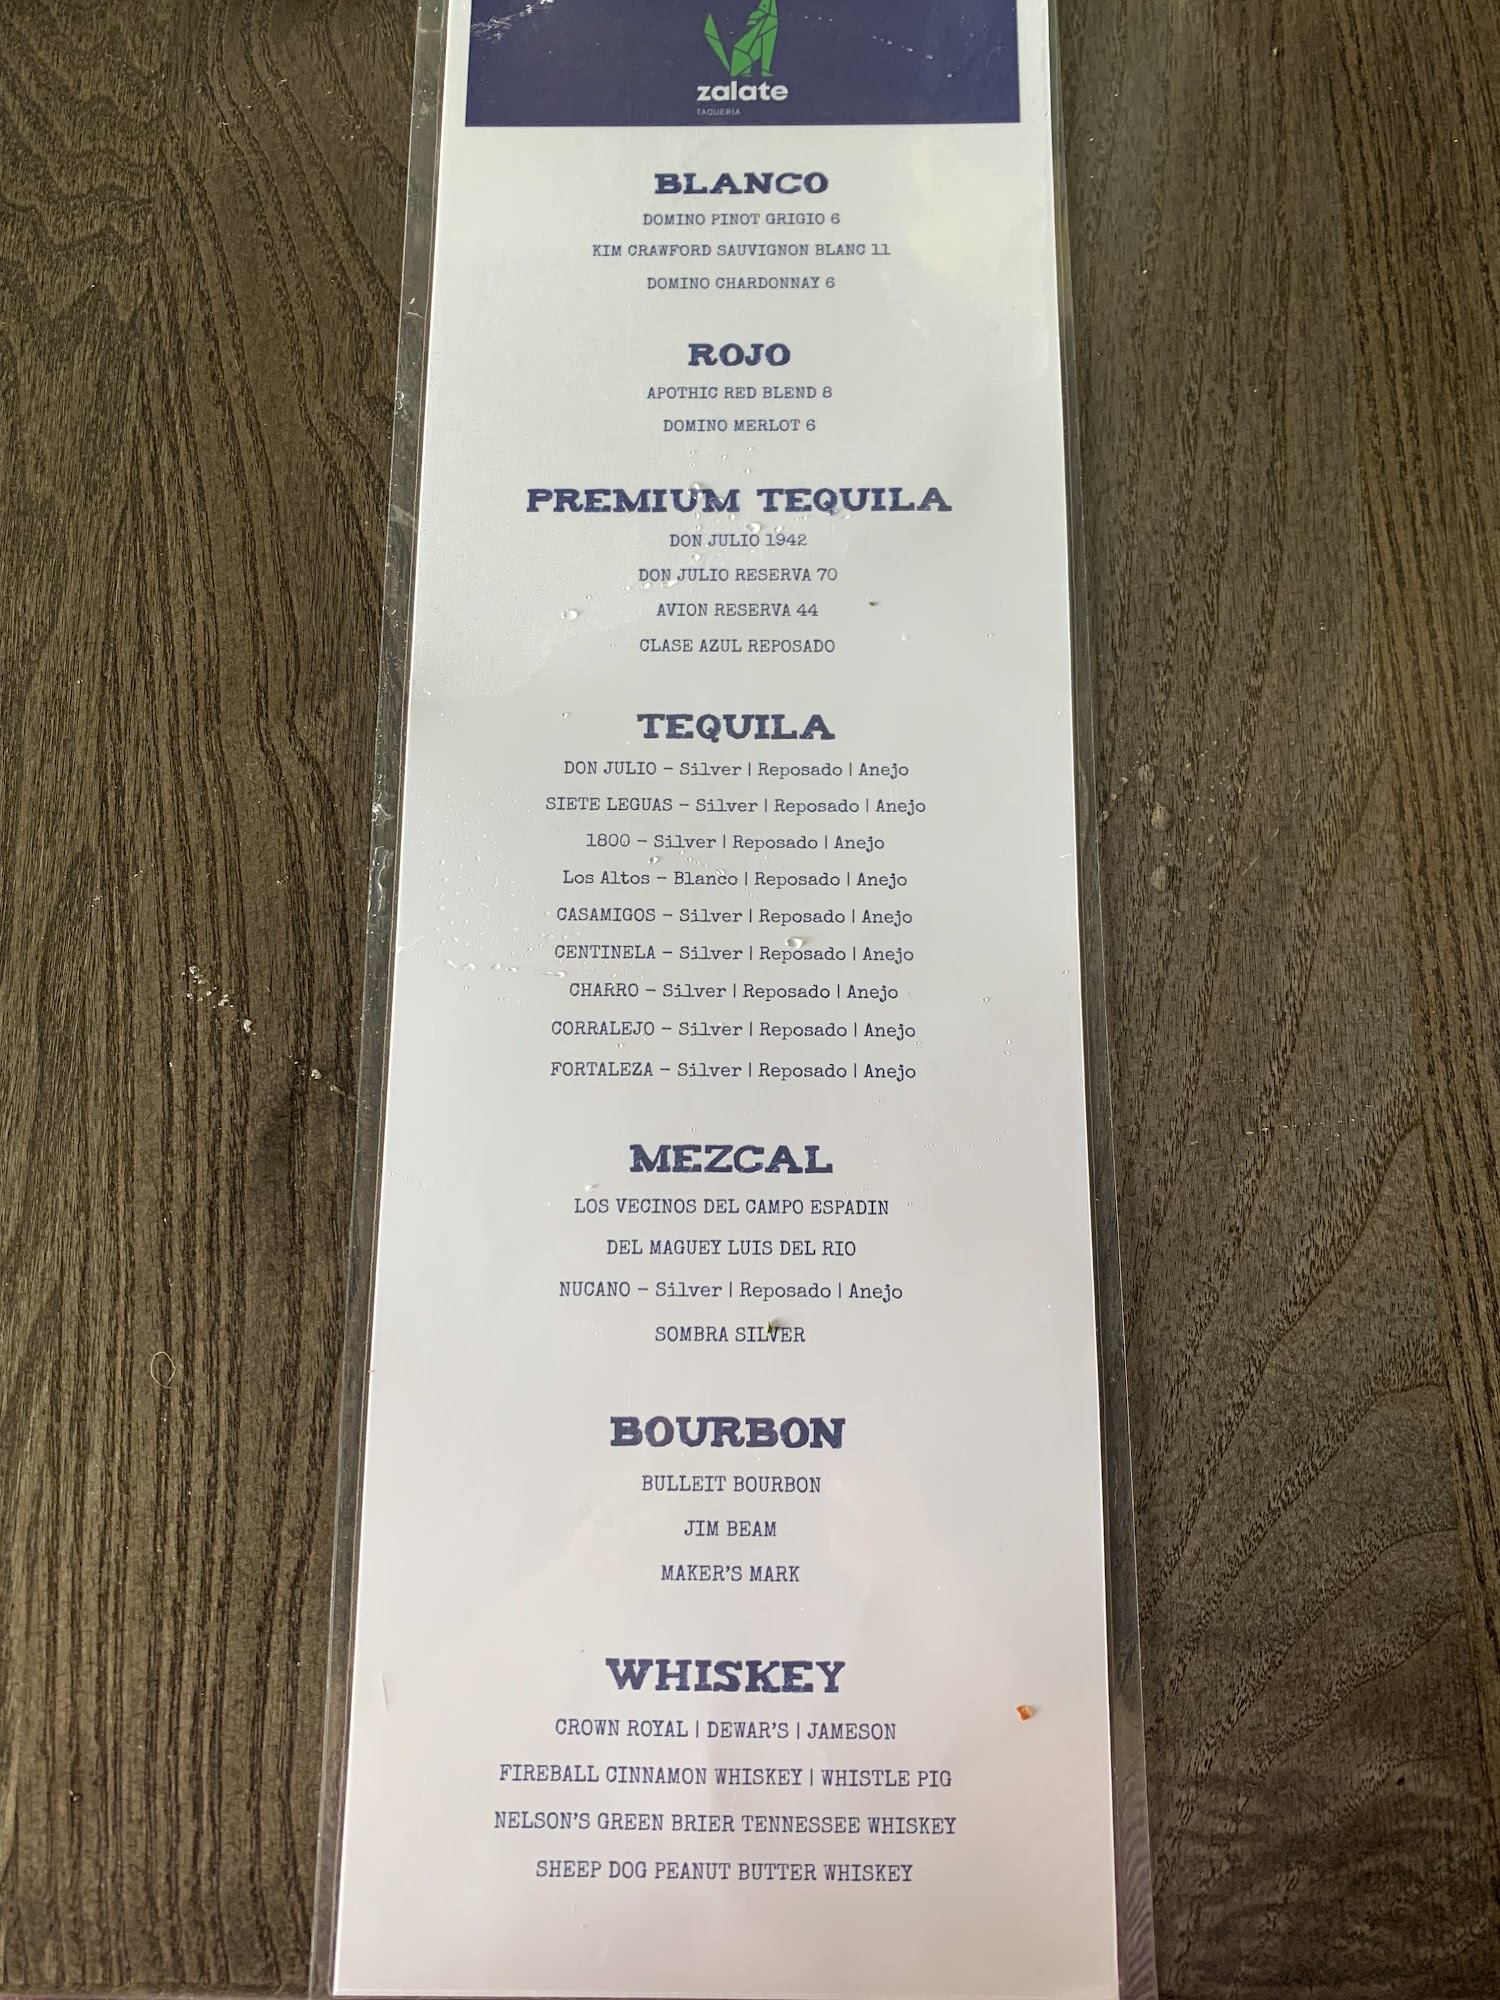 zalate
TAQUERÍA
BLANCO
DOMINO PINOT GRIGIO 6
KIM CRAWFORD SAUVIGNON BLANC 11
DOMINO CHARDONNAY 6
ROJO
APOTHIC RED BLEND 8
DOMINO MERLOT 6
PREMIUM TEQUILA
DON JULIO 1942
DON JULIO RESERVA 70
AVION RESERVA 44
CLASE AZUL REPOSADO
TEQUILA
DON JULIO - Silver | Reposado | Anejo
SIETE LEGUAS - Silver | Reposado | Anejo
1800 - Silver | Reposado | Anejo
Los Altos - Blanco | Reposado | Anejo
CASAMIGOS - Silver | Reposado | Anejo
CENTINELA - Silver | Reposado | Anejo
CHARRO - Silver | Reposado | Anejo
CORRALEJO - Silver | Reposado | Anejo
FORTALEZA - Silver | Reposado | Anejo
MEZCAL
LOS VECINOS DEL CAMPO ESPADIN
DEL MAGUEY LUIS DEL RIO
NUCANO - Silver | Reposado | Anejo
SOMBRA SILVER
BOURBON
BULLEIT BOURBON
JIM BEAM
MAKER'S MARK
WHISKEY
CROWN ROYAL | DEWAR'S | JAMESON
FIREBALL CINNAMON WHISKEY | WHISTLE PIG
NELSON'S GREEN BRIER TENNESSEE WHISKEY
SHEEP DOG PEANUT BUTTER WHISKEY